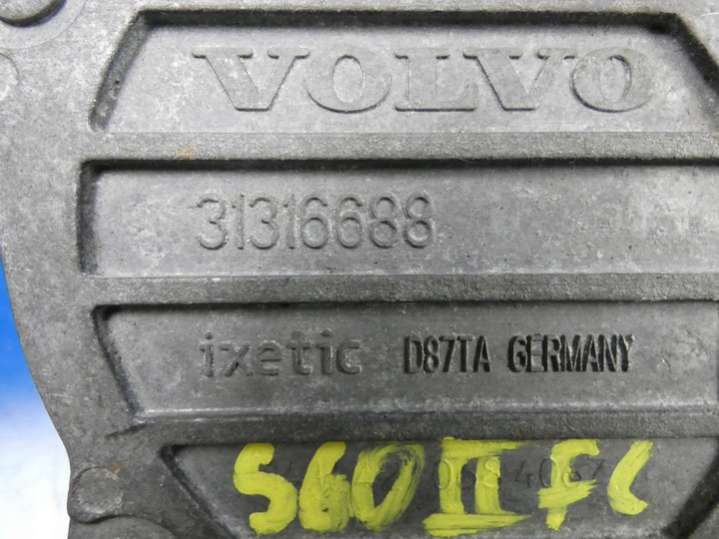 VOLVO
31316688
ixetic D87TA GERMANY
S60 II FL